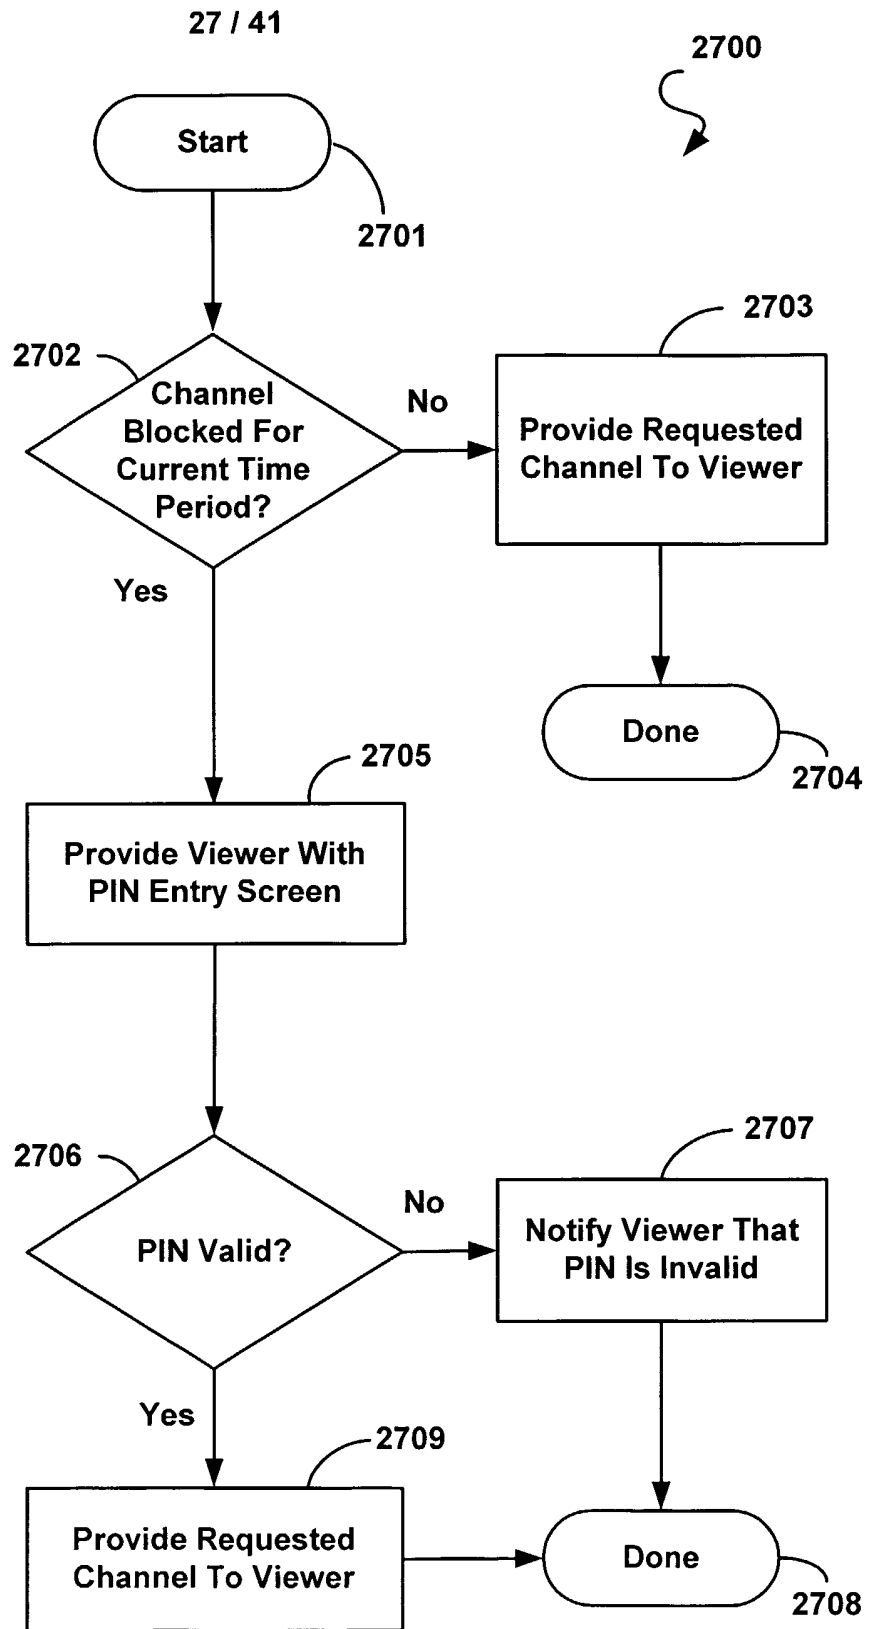 27 / 41
2700
Start
2701
2702
Channel
Blocked For
Current Time
Period?
No
2703
Provide Requested
Channel To Viewer
Yes
Done
2704
2705
Provide Viewer With
PIN Entry Screen
2706
PIN Valid?
No
2707
Notify Viewer That
PIN Is Invalid
Yes
2709
Provide Requested
Channel To Viewer
Done
2708